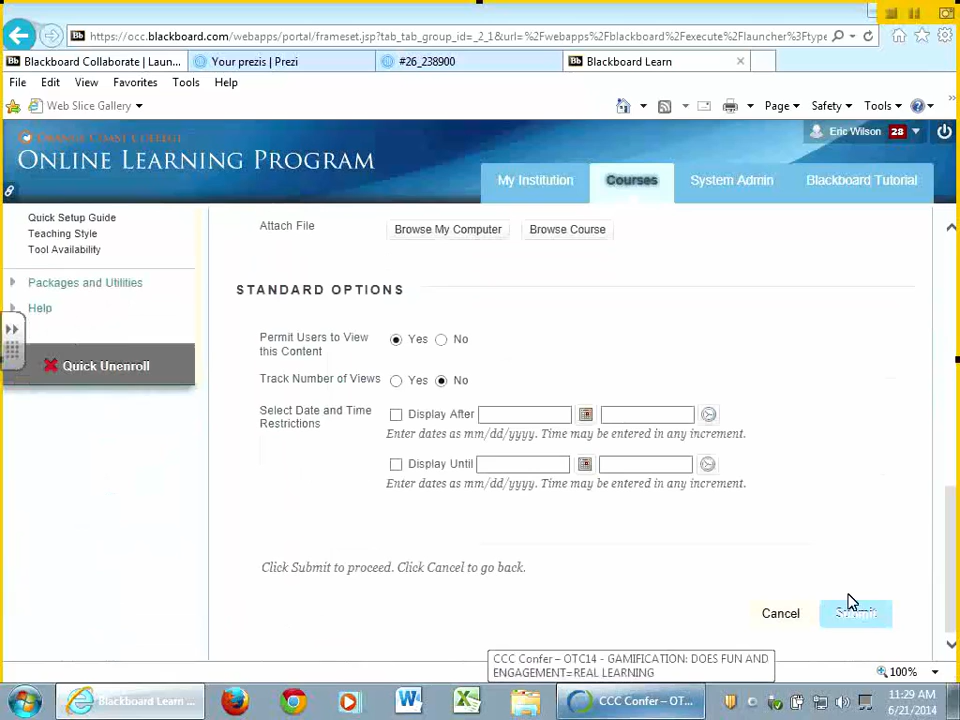 https://occ.blackboard.com/webapps/portal/frameset.jsp?tab_tab_group_id=_2_1&url=%2Fwebapps%2Fblackboard%2Fexecute%2Flauncher%3Ftype
Blackboard Collaborate | Laun...
Your prezis | Prezi
#26_238900
Blackboard Learn
File Edit View Favorites Tools Help
Web Slice Gallery
Page Safety Tools
ORANGE COAST COLLEGE
ONLINE LEARNING PROGRAM
Eric Wilson 28
My Institution Courses System Admin Blackboard Tutorial
Quick Setup Guide
Teaching Style
Tool Availability
Packages and Utilities
Help
Quick Unenroll
Attach File Browse My Computer Browse Course
STANDARD OPTIONS
Permit Users to View this Content Yes No
Track Number of Views Yes No
Select Date and Time Restrictions
Display After
Enter dates as mm/dd/yyyy. Time may be entered in any increment.
Display Until
Enter dates as mm/dd/yyyy. Time may be entered in any increment.
Click Submit to proceed. Click Cancel to go back.
Cancel Submit
CCC Confer – OTC14 - GAMIFICATION: DOES FUN AND
ENGAGEMENT=REAL LEARNING
100%
Blackboard Learn ...
CCC Confer – OT...
11:29 AM
6/21/2014